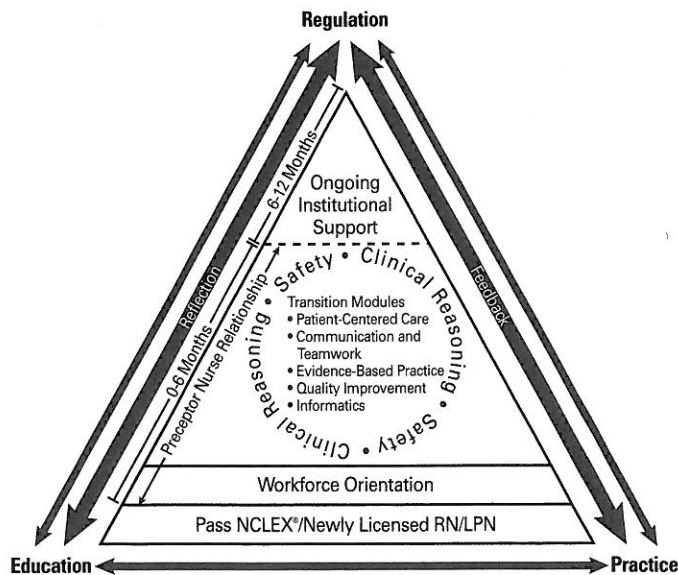 Regulation
6-12 Months
Ongoing
Institutional
Support
Reflection
Feedback
0-6 Months
Preceptor Nurse Relationship
Clinical Reasoning • Safety • Clinical Reasoning • Safety •
Transition Modules
• Patient-Centered Care
• Communication and
Teamwork
• Evidence-Based Practice
• Quality Improvement
• Informatics
Workforce Orientation
Pass NCLEX®/Newly Licensed RN/LPN
Education
Practice